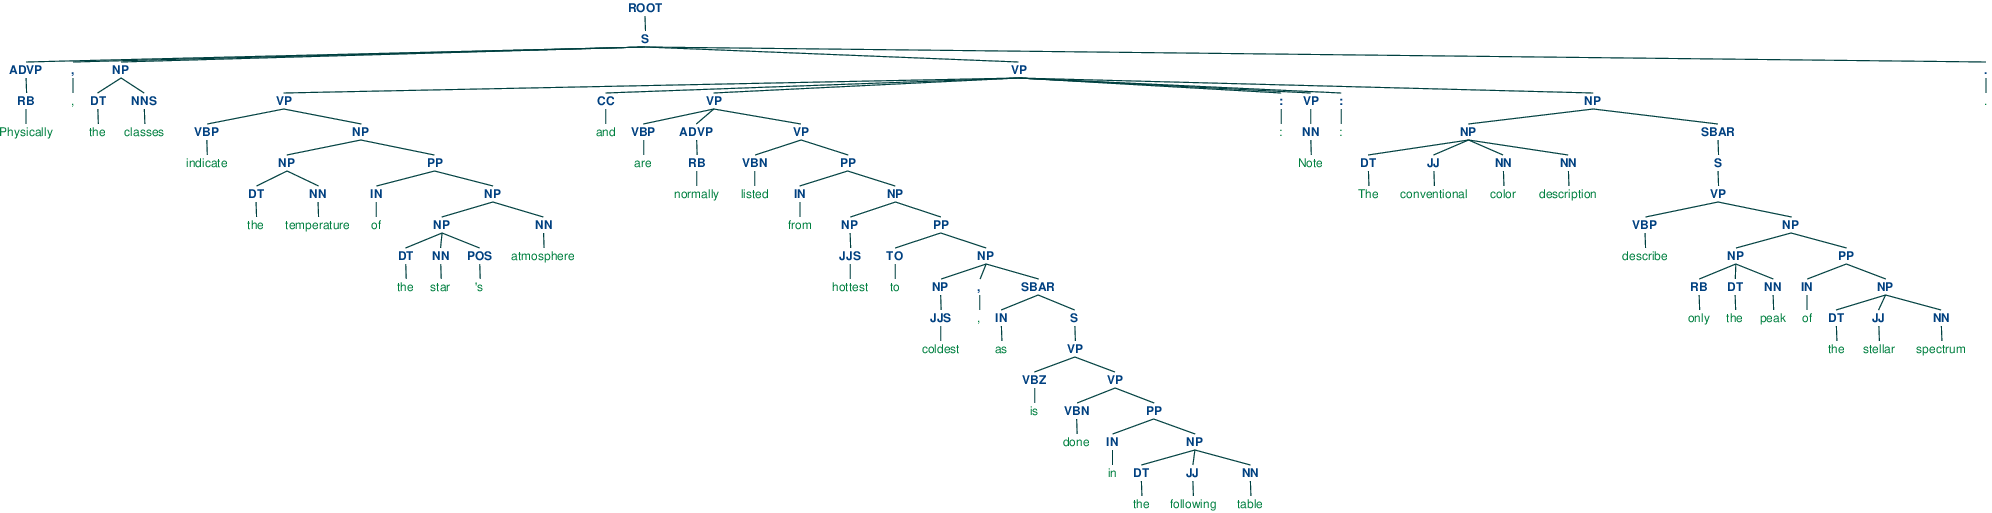 ROOT
S
ADVP , NP VP .
RB , DT NNS VP CC VP : VP : NP .
Physically the classes VBP NP and VBP ADVP VP : NN : NP SBAR
indicate NP PP are RB VBN PP Note DT JJ NN NN S
DT NN IN NP normally listed IN NP The conventional color description VP
the temperature of NP NN from NP PP VBP NP
DT NN POS atmosphere JJS TO NP describe NP PP
the star 's hottest to NP , SBAR RB DT NN IN NP
JJS , IN S only the peak of DT JJ NN
coldest as VP the stellar spectrum
VBZ VP
is VBN PP
done IN NP
in DT JJ NN
the following table